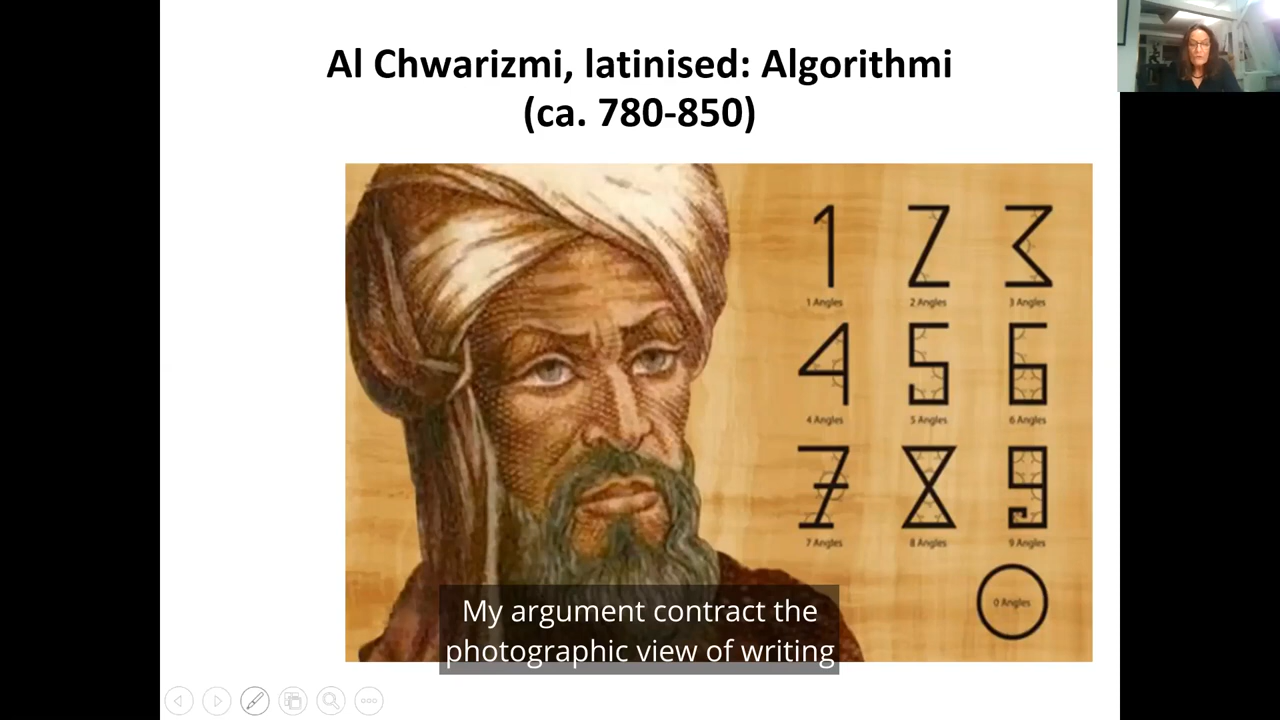 Al Chwarizmi, latinised: Algorithmi
(ca. 780-850)
1 2 3
1 Angles 2 Angles 3 Angles
4 5 6
4 Angles 5 Angles 6 Angles
7 8 9
7 Angles 8 Angles 9 Angles
0 Angles
My argument contract the
photographic view of writing